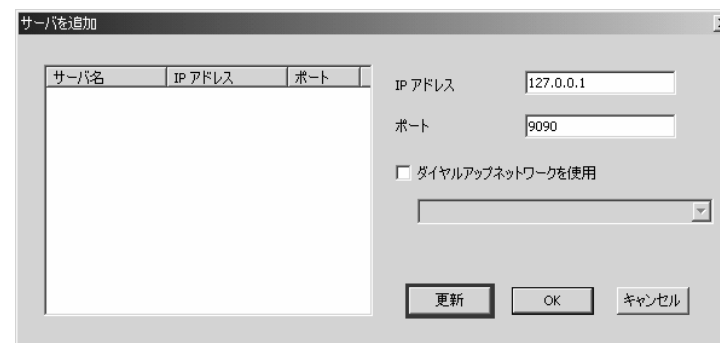 サーバを追加
サーバ名 IP アドレス ポート
IP アドレス 127.0.0.1
ポート 9090
ダイヤルアップネットワークを使用
更新 OK キャンセル